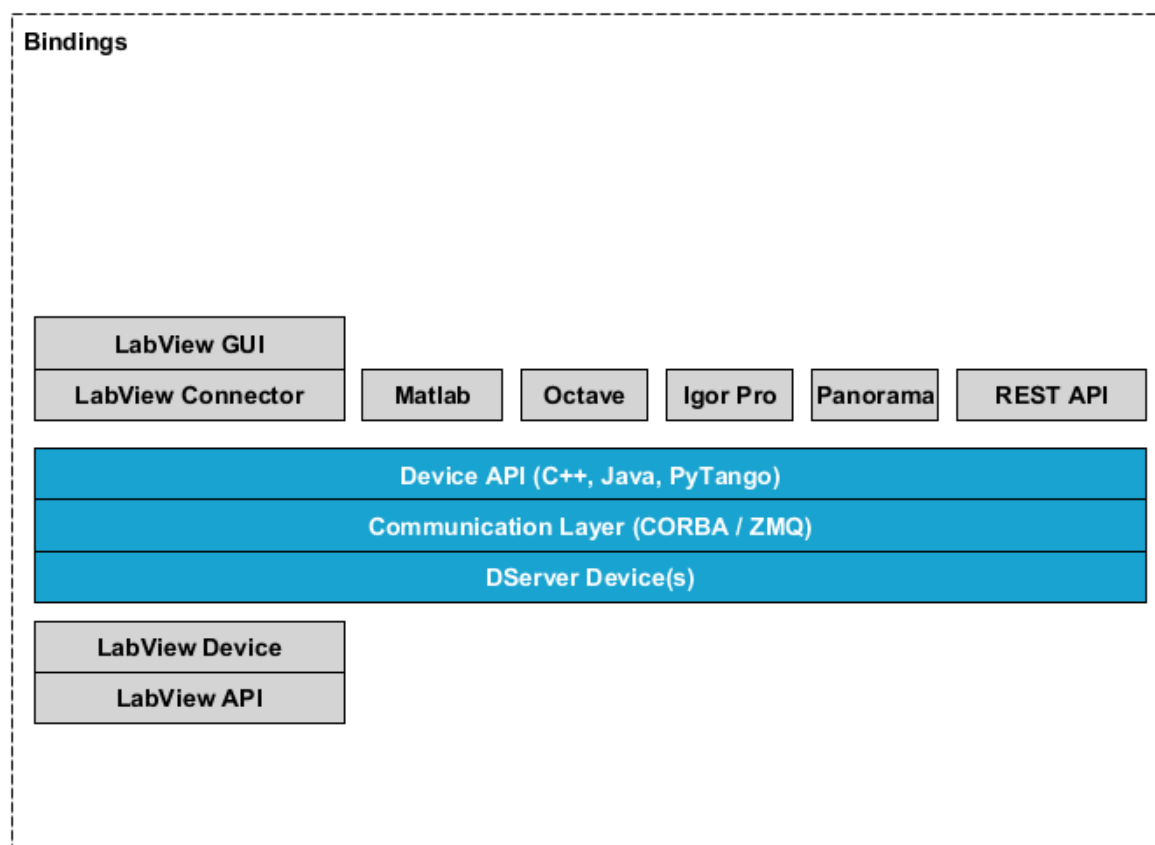 Bindings
LabView GUI
LabView Connector
Matlab
Octave
Igor Pro
Panorama
REST API
Device API (C++, Java, PyTango)
Communication Layer (CORBA / ZMQ)
DServer Device(s)
LabView Device
LabView API